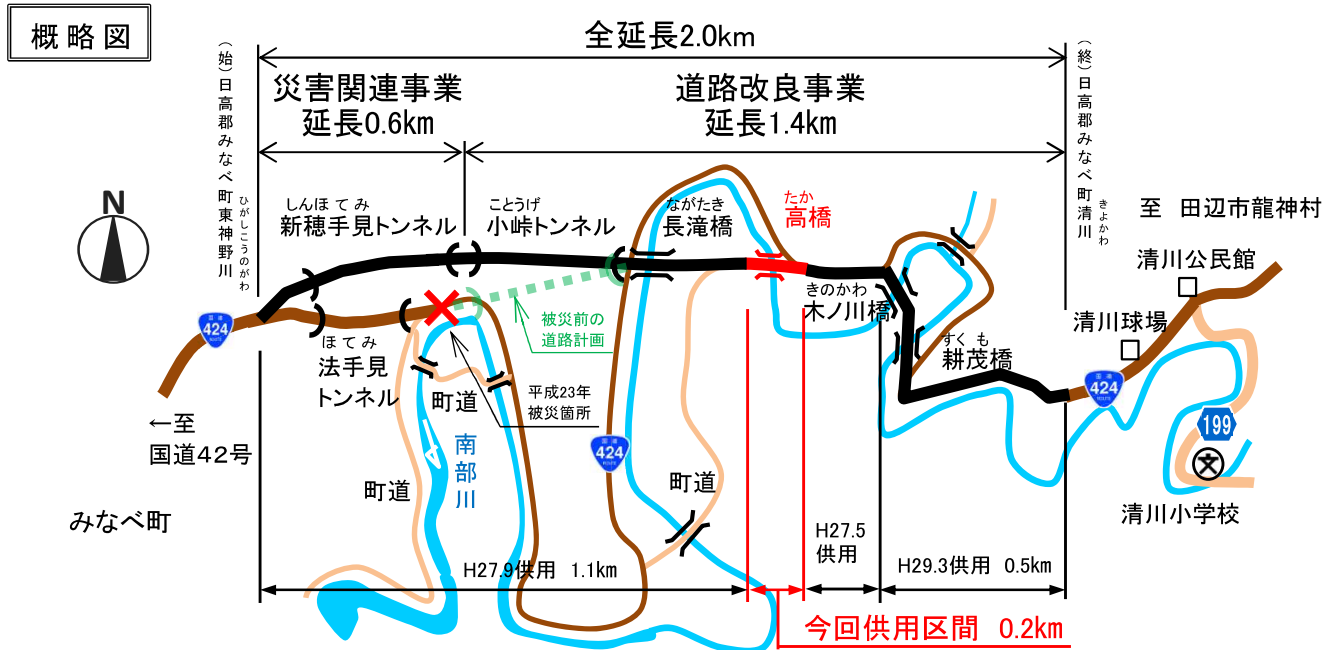 概略図
全延長2.0km
災害関連事業
延長0.6km
道路改良事業
延長1.4km
（始）日高郡みなべ町東神野川
ひがしこうのがわ
（終）日高郡みなべ町清川
きよかわ
N
しんほてみ
新穂手見トンネル
ことうげ
小峠トンネル
ながたき
長滝橋
たか
高橋
至 田辺市龍神村
清川公民館
きのかわ
木ノ川橋
清川球場
すくも
耕茂橋
国道
424
ROUTE
ほてみ
法手見
トンネル
被災前の
道路計画
平成23年
被災箇所
町道
国道
424
ROUTE
←至
国道42号
南部川
国道
424
ROUTE
199
文
町道
町道
みなべ町
清川小学校
H27.5
供用
H27.9供用 1.1km
H29.3供用 0.5km
今回供用区間 0.2km